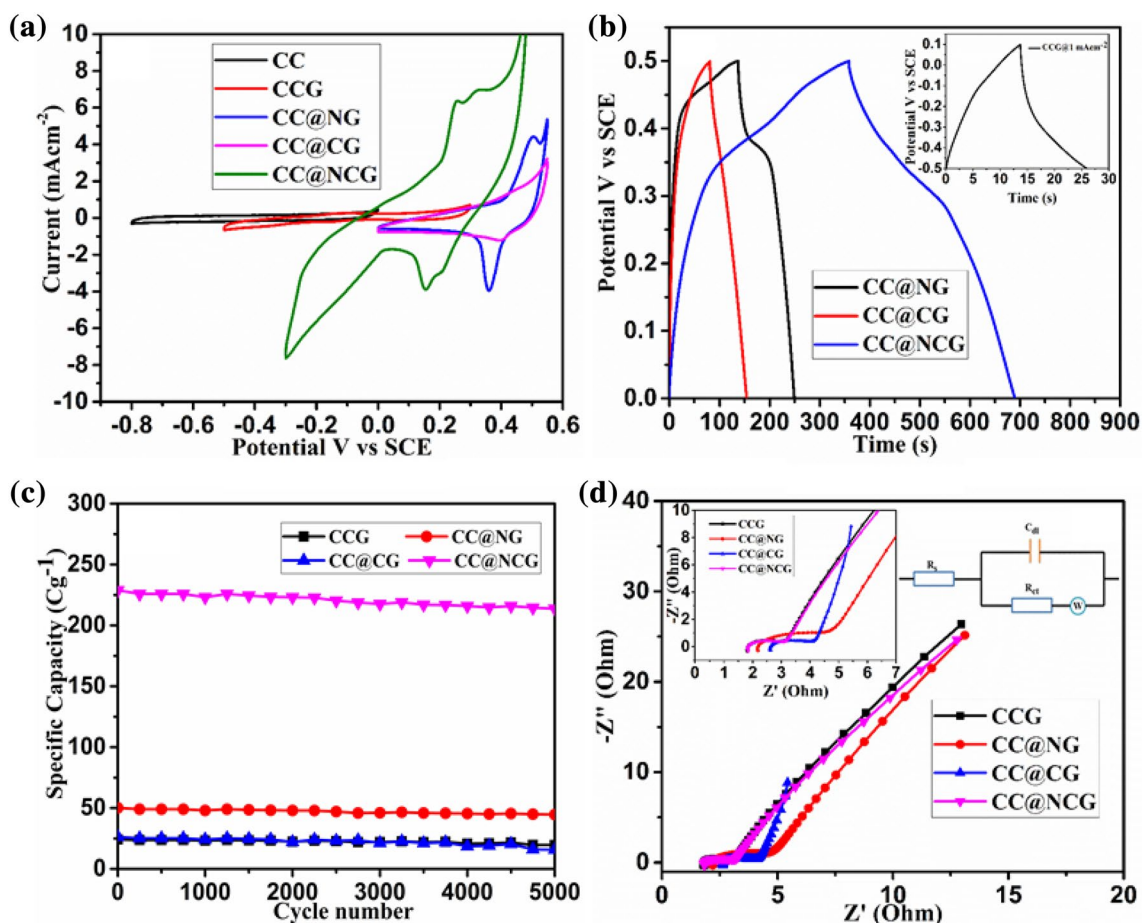 (a)
10
8
6
4
2
0
-2
-4
-6
-8
-10
Current (mAcm-2)
CC
CCG
CC@NG
CC@CG
CC@NCG
-0.8 -0.6 -0.4 -0.2 0.0 0.2 0.4 0.6
Potential V vs SCE
(b)
0.5
0.4
0.3
0.2
0.1
0.0
Potential V vs SCE
CC@NG
CC@CG
CC@NCG
0 100 200 300 400 500 600 700 800 900
Time (s)
0.1
0.0
-0.1
-0.2
-0.3
-0.4
-0.5
Potential V vs SCE
CCG@1 mAcm-2
0 5 10 15 20 25 30
Time (s)
(c)
300
250
200
150
100
50
0
Specific Capacity (Cg-1)
CCG CC@NG
CC@CG CC@NCG
0 1000 2000 3000 4000 5000
Cycle number
(d)
40
30
20
10
0
-Z" (Ohm)
CCG
CC@NG
CC@CG
CC@NCG
0 5 10 15 20
Z' (Ohm)
10
8
6
4
2
0
-Z" (Ohm)
CCG
CC@NG
CC@CG
CC@NCG
0 1 2 3 4 5 6 7
Z' (Ohm)
Cdl
Rs
Rct
W